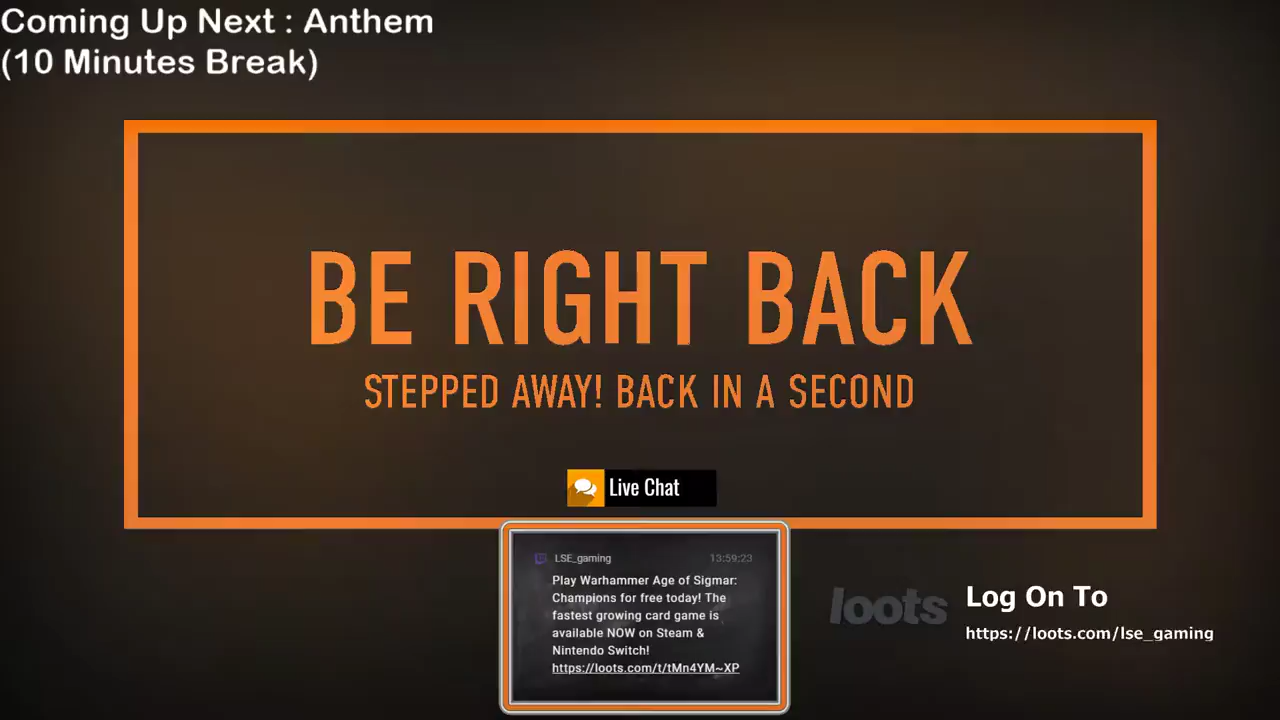 Coming Up Next : Anthem
(10 Minutes Break)
BE RIGHT BACK
STEPPED AWAY! BACK IN A SECOND
Live Chat
LSE_gaming 13:59:23
Play Warhammer Age of Sigmar:
Champions for free today! The
fastest growing card game is
available NOW on Steam &
Nintendo Switch!
https://loots.com/t/tMn4YM~XP
loots
Log On To
https://loots.com/lse_gaming